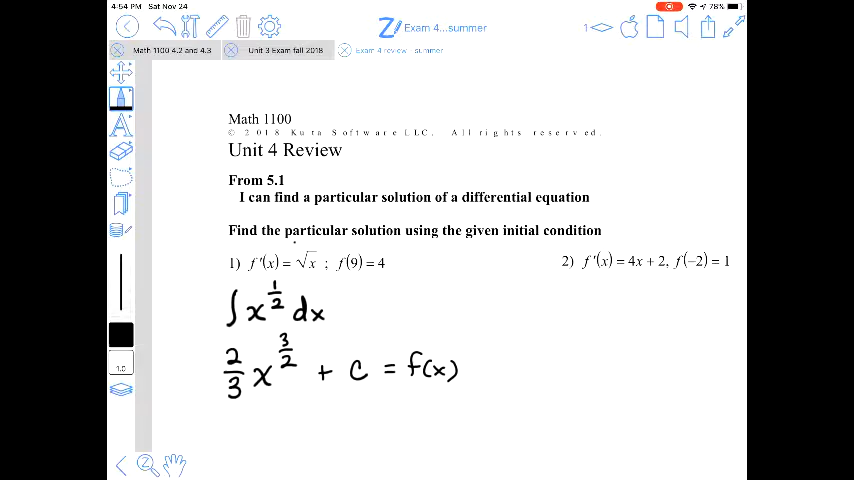 4:54 PM Sat Nov 24
78%
Exam 4...summer
1
Math 1100 4.2 and 4.3
Unit 3 Exam fall 2018
Exam 4 review - summer
Math 1100
© 2018 Kuta Software LLC. All rights reserved.
Unit 4 Review
From 5.1
I can find a particular solution of a differential equation
Find the particular solution using the given initial condition
1) f'(x) = √x ; f(9) = 4
2) f'(x) = 4x + 2, f(−2) = 1
∫ x^(1/2) dx
2/3 x^(3/2) + c = f(x)
1.0